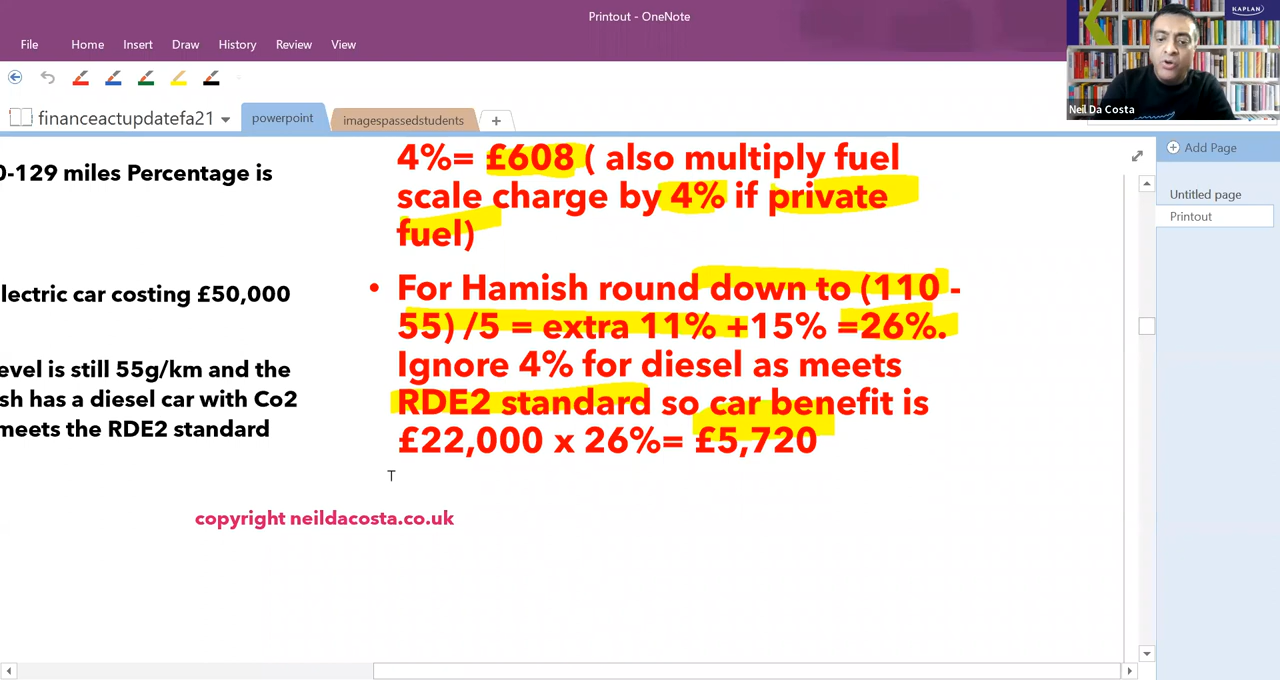 Printout - OneNote
KAPLAN
File Home Insert Draw History Review View
Neil Da Costa
financeactupdatefa21 powerpoint imagespassedstudents +
Add Page
Untitled page
Printout
0-129 miles Percentage is
lectric car costing £50,000
evel is still 55g/km and the
sh has a diesel car with Co2
meets the RDE2 standard
4%= £608 ( also multiply fuel
scale charge by 4% if private
fuel)
• For Hamish round down to (110 -
55) /5 = extra 11% +15% =26%.
Ignore 4% for diesel as meets
RDE2 standard so car benefit is
£22,000 x 26%= £5,720
copyright neildacosta.co.uk